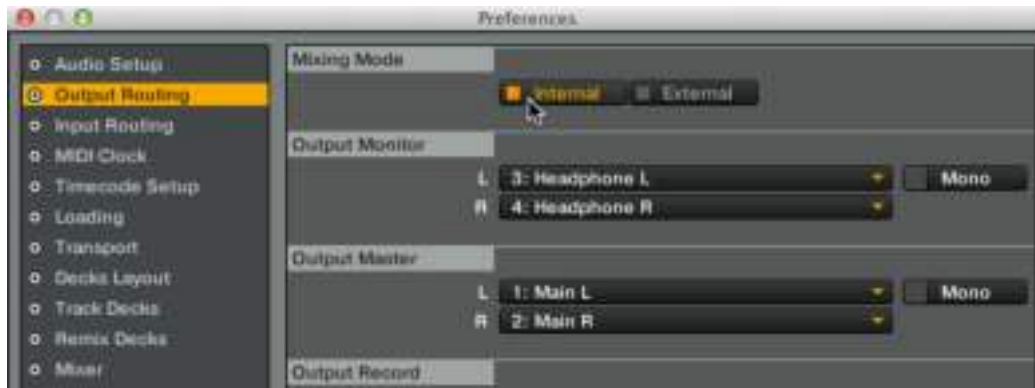 Preferences
Audio Setup
Output Routing
Input Routing
MIDI Clock
Timecode Setup
Loading
Transport
Decks Layout
Track Decks
Remix Decks
Mixer
Mixing Mode
Internal
External
Output Monitor
L 3: Headphone L Mono
R 4: Headphone R
Output Master
L 1: Main L Mono
R 2: Main R
Output Record